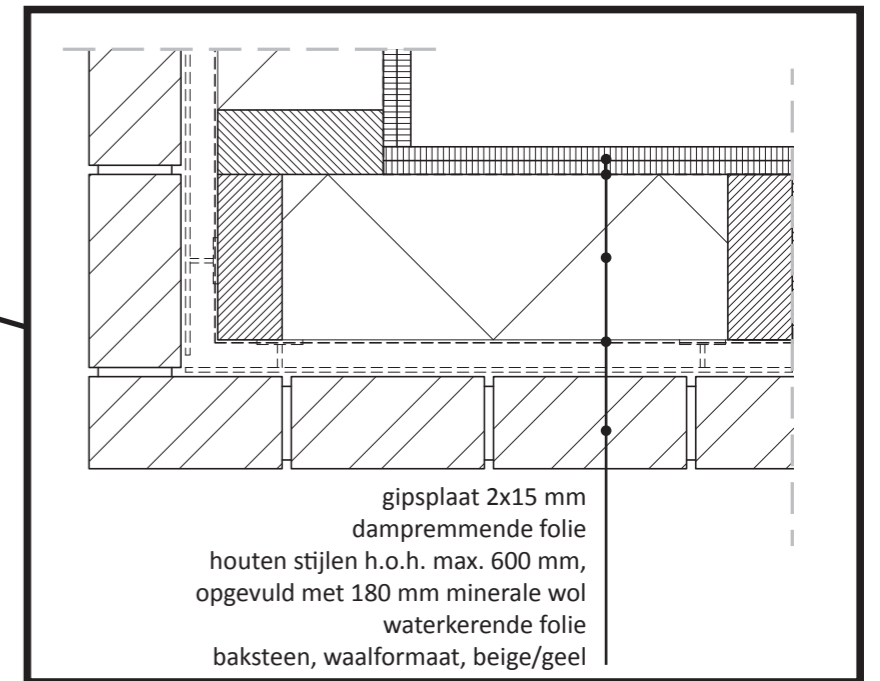 gipsplaat 2x15 mm
dampremmende folie
houten stijlen h.o.h. max. 600 mm,
opgevuld met 180 mm minerale wol
waterkerende folie
baksteen, waalformaat, beige/geel